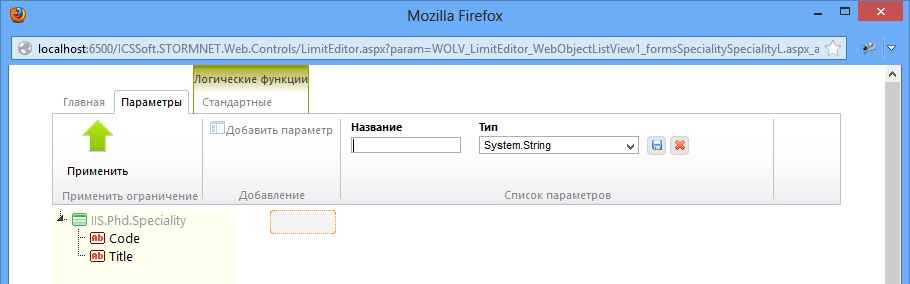 Mozilla Firefox
localhost:6500/ICSSoft.STORMNET.Web.Controls/LimitEditor.aspx?param=WOLV_LimitEditor_WebObjectListView1_formsSpecialitySpecialityL.aspx_a
Логические функции
Главная Параметры Стандартные
Добавить параметр Название Тип
System.String
Применить
Применить ограничение Добавление Список параметров
IIS.Phd.Speciality
Ab Code
Ab Title